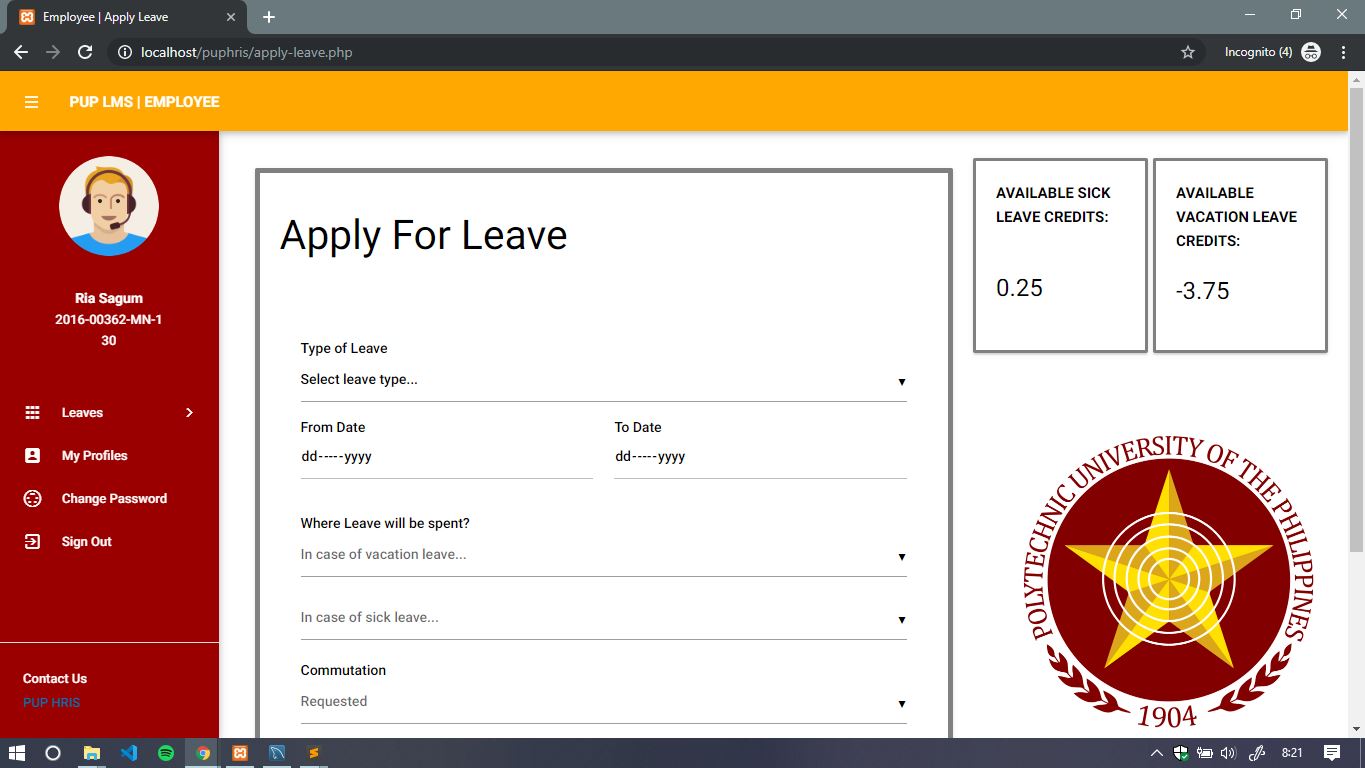 Employee | Apply Leave
localhost/puphris/apply-leave.php
Incognito (4)
PUP LMS | EMPLOYEE
Ria Sagum
2016-00362-MN-1
30
Leaves
My Profiles
Change Password
Sign Out
Contact Us
PUP HRIS
Apply For Leave
Type of Leave
Select leave type...
From Date
To Date
dd-----yyyy
dd-----yyyy
Where Leave will be spent?
In case of vacation leave...
In case of sick leave...
Commutation
Requested
AVAILABLE SICK
LEAVE CREDITS:
0.25
AVAILABLE
VACATION LEAVE
CREDITS:
-3.75
POLYTECHNIC UNIVERSITY OF THE PHILIPPINES
1904
8:21